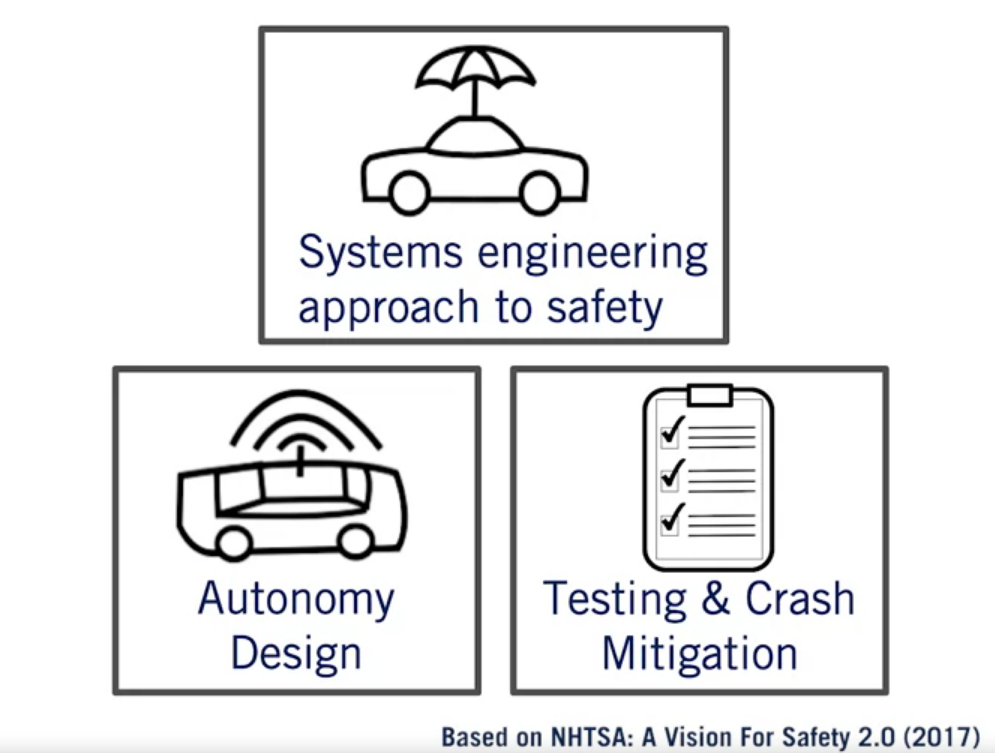 Systems engineering
approach to safety
Autonomy
Design
Testing & Crash
Mitigation
Based on NHTSA: A Vision For Safety 2.0 (2017)